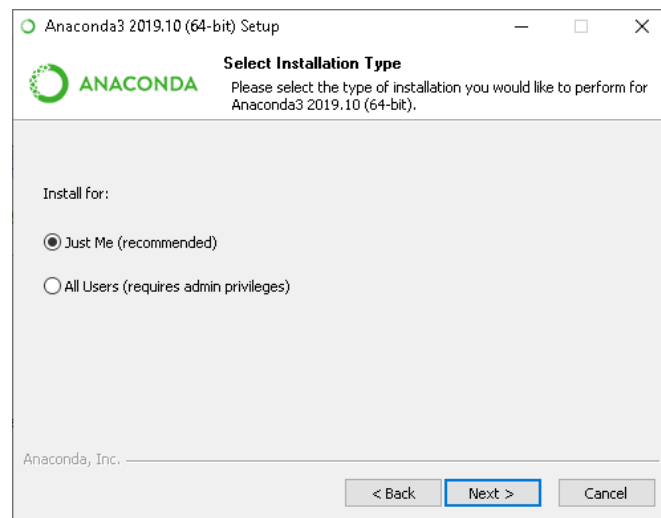 Anaconda3 2019.10 (64-bit) Setup
ANACONDA
Select Installation Type
Please select the type of installation you would like to perform for
Anaconda3 2019.10 (64-bit).
Install for:
Just Me (recommended)
All Users (requires admin privileges)
Anaconda, Inc.
< Back
Next >
Cancel